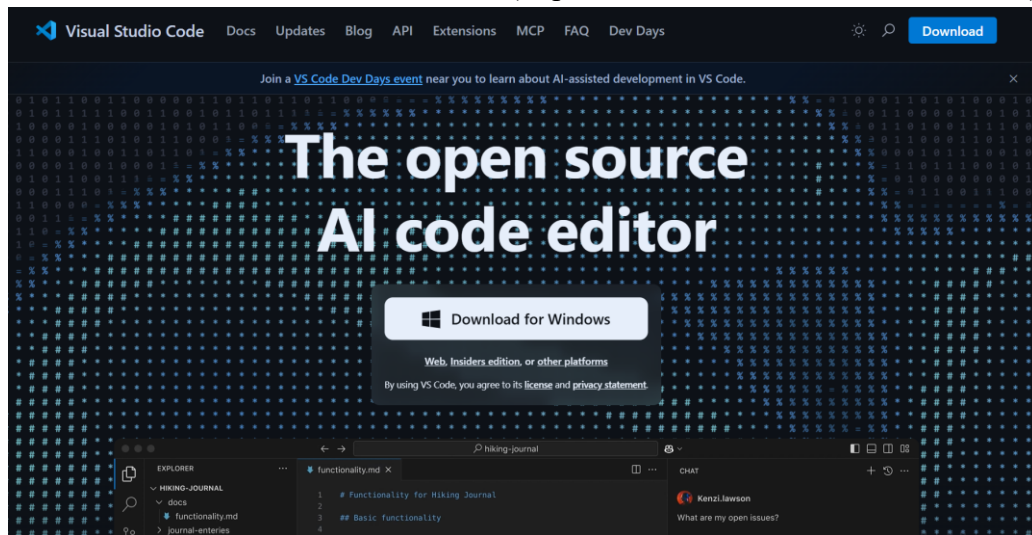 Visual Studio Code Docs Updates Blog API Extensions MCP FAQ Dev Days Download
Join a VS Code Dev Days event near you to learn about AI-assisted development in VS Code.
The open source
AI code editor
Download for Windows
Web, Insiders edition, or other platforms
By using VS Code, you agree to its license and privacy statement.
hiking-journal
EXPLORER
HIKING-JOURNAL
docs
functionality.md
journal-enteries
functionality.md
1 # Functionality for Hiking Journal
2
3 ## Basic functionality
4
CHAT
Kenzi.lawson
What are my open issues?